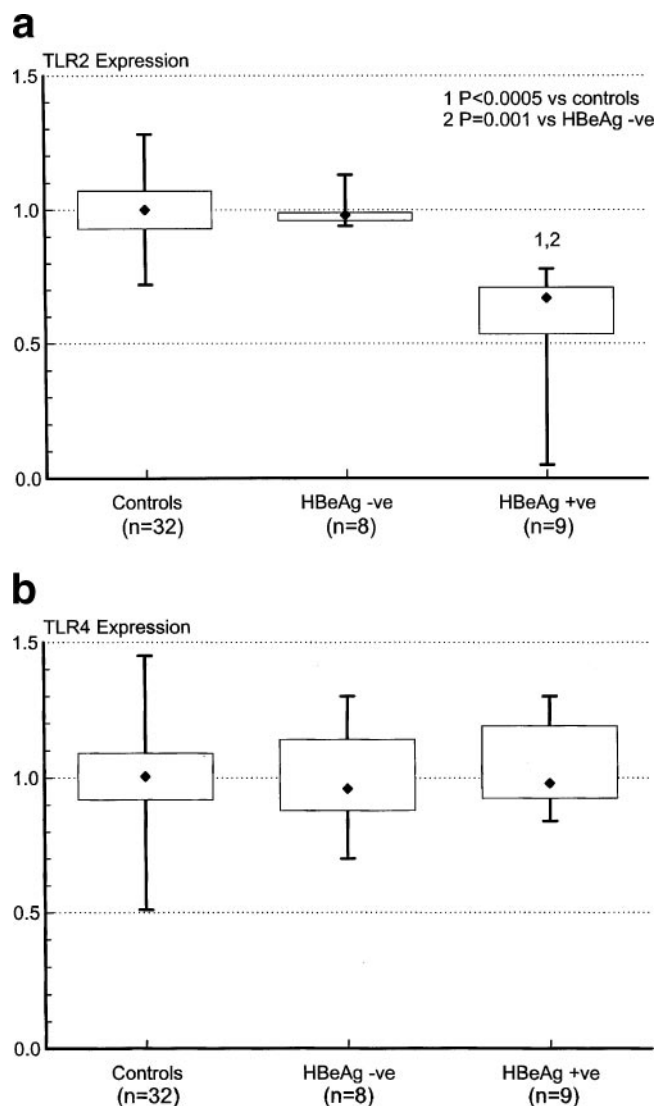 a
TLR2 Expression
1.5
1 P<0.0005 vs controls
2 P=0.001 vs HBeAg -ve
1.0
1,2
0.5
0.0
Controls HBeAg -ve HBeAg +ve
(n=32) (n=8) (n=9)
b
TLR4 Expression
1.5
1.0
0.5
0.0
Controls HBeAg -ve HBeAg +ve
(n=32) (n=8) (n=9)